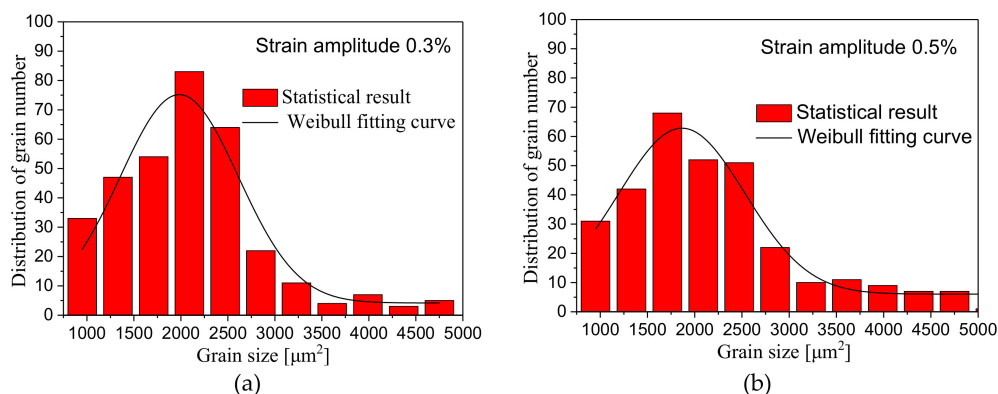 Strain amplitude 0.3%
Statistical result
Weibull fitting curve
Distribution of grain number
100
90
80
70
60
50
40
30
20
10
0
1000 1500 2000 2500 3000 3500 4000 4500 5000
Grain size [μm²]
(a)
Strain amplitude 0.5%
Statistical result
Weibull fitting curve
Distribution of grain number
100
90
80
70
60
50
40
30
20
10
0
1000 1500 2000 2500 3000 3500 4000 4500 5000
Grain size [μm²]
(b)